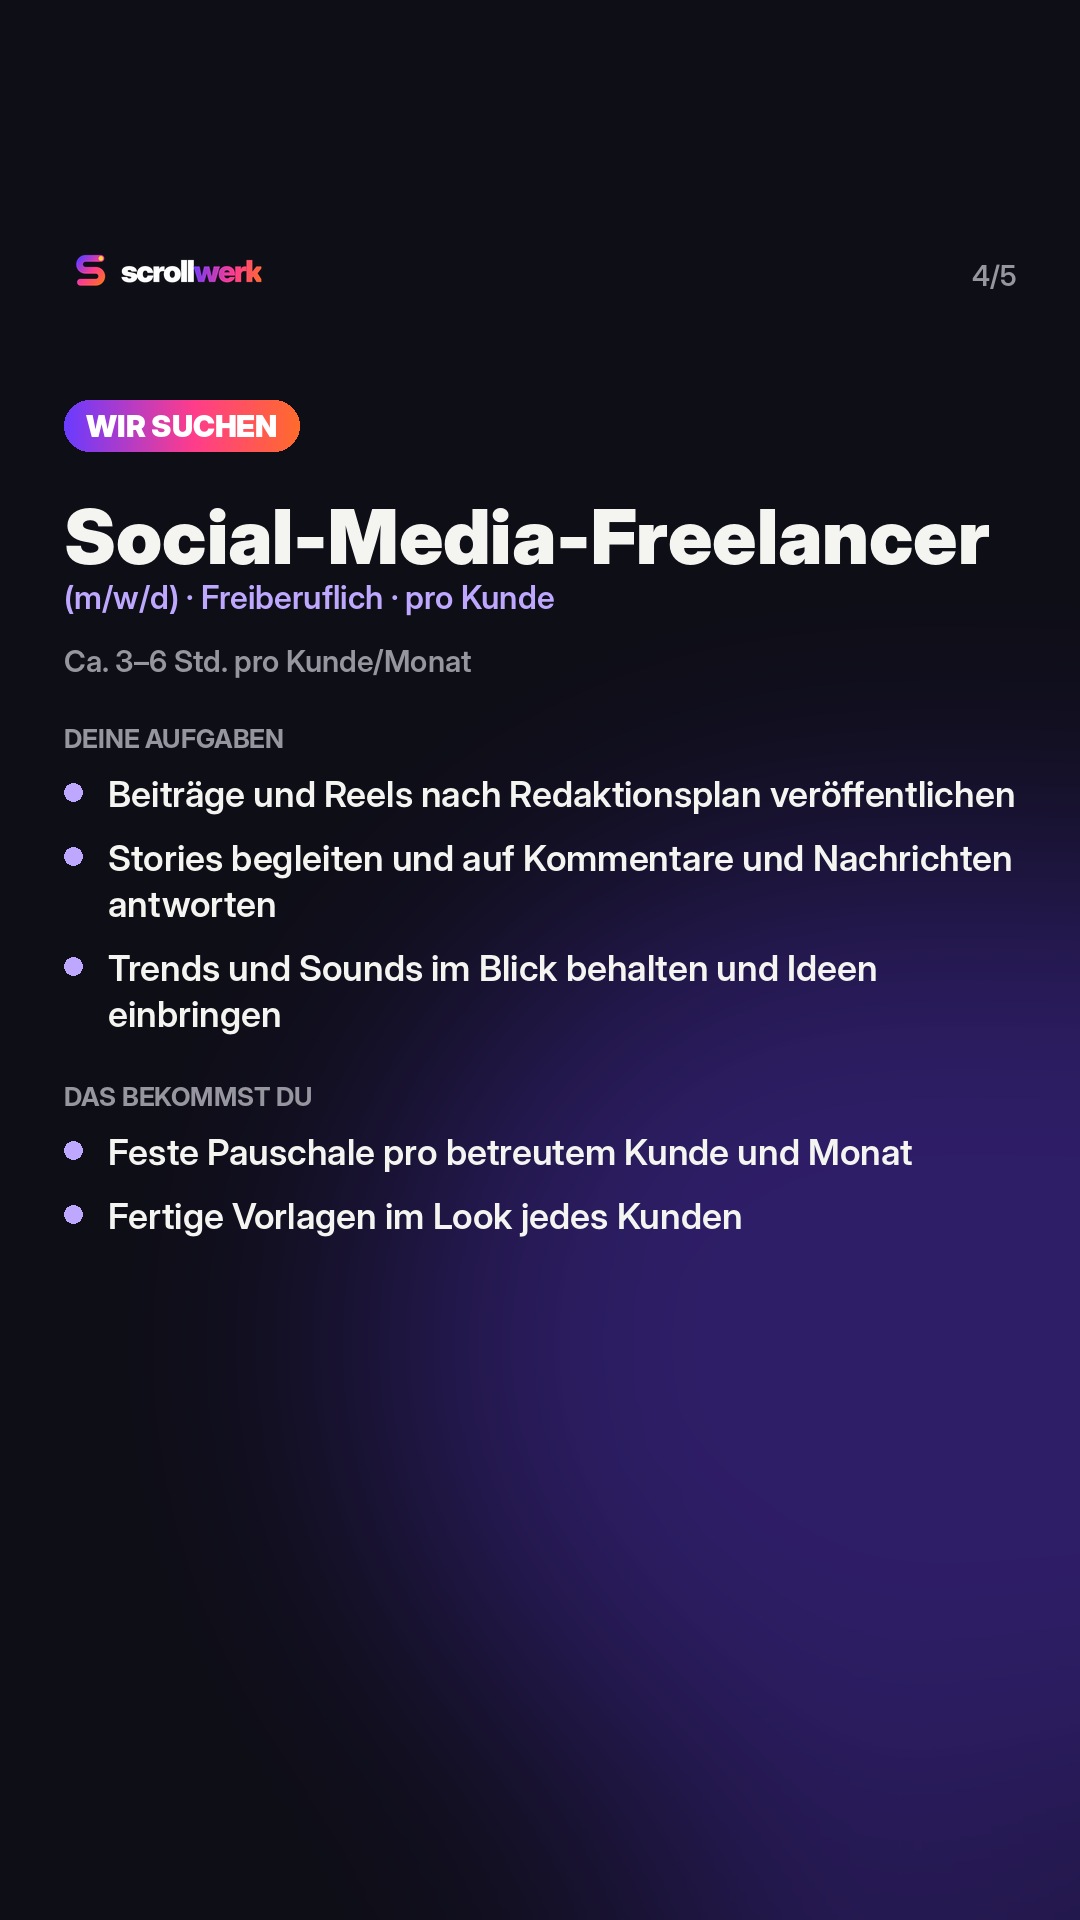 scrollwerk
4/5
WIR SUCHEN
Social-Media-Freelancer
(m/w/d) · Freiberuflich · pro Kunde
Ca. 3–6 Std. pro Kunde/Monat
DEINE AUFGABEN
Beiträge und Reels nach Redaktionsplan veröffentlichen
Stories begleiten und auf Kommentare und Nachrichten
antworten
Trends und Sounds im Blick behalten und Ideen
einbringen
DAS BEKOMMST DU
Feste Pauschale pro betreutem Kunde und Monat
Fertige Vorlagen im Look jedes Kunden